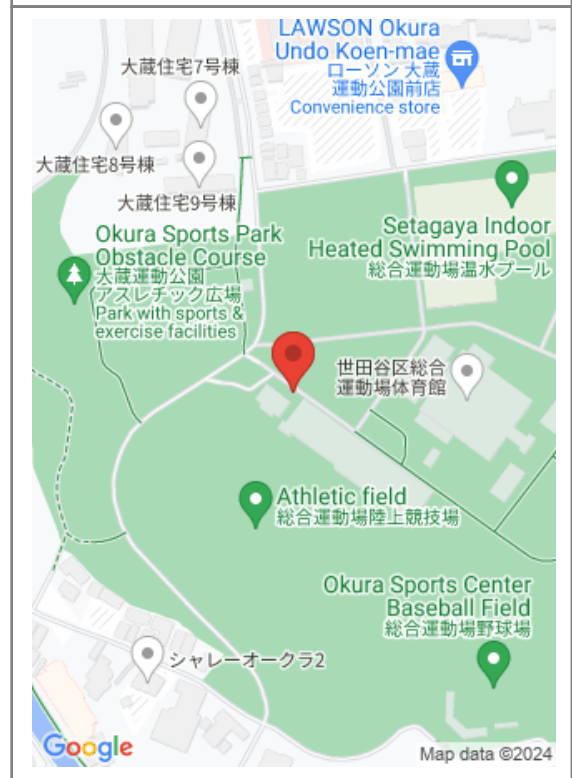 LAWSON Okura
Undo Koen-mae
ローソン 大蔵
運動公園前店
Convenience store
大蔵住宅7号棟
大蔵住宅8号棟
大蔵住宅9号棟
Setagaya Indoor
Heated Swimming Pool
総合運動場温水プール
Okura Sports Park
Obstacle Course
大蔵運動公園
アスレチック広場
Park with sports &
exercise facilities
世田谷区総合
運動場体育館
Athletic field
総合運動場陸上競技場
Okura Sports Center
Baseball Field
総合運動場野球場
シャレーオークラ2
Google
Map data ©2024